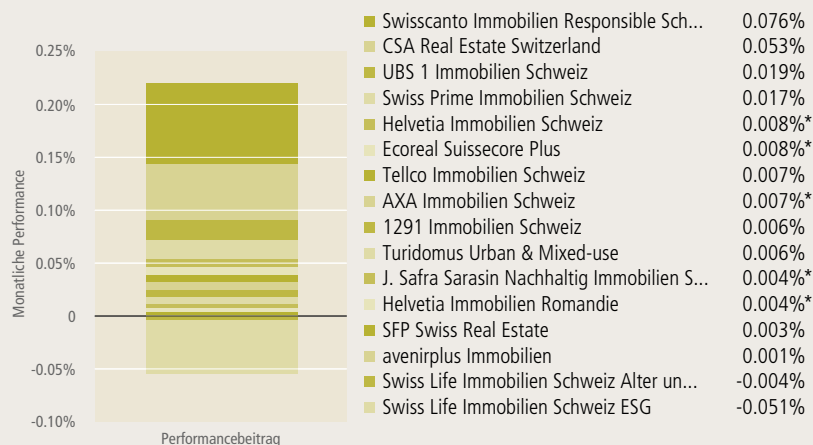 Monatliche Performance
0.25%
0.20%
0.15%
0.10%
0.05%
0
-0.05%
-0.10%
Performancebeitrag
Swisscanto Immobilien Responsible Sch... 0.076%
CSA Real Estate Switzerland 0.053%
UBS 1 Immobilien Schweiz 0.019%
Swiss Prime Immobilien Schweiz 0.017%
Helvetia Immobilien Schweiz 0.008%*
Ecoreal Suissecore Plus 0.008%*
Tellco Immobilien Schweiz 0.007%
AXA Immobilien Schweiz 0.007%*
1291 Immobilien Schweiz 0.006%
Turidomus Urban & Mixed-use 0.006%
J. Safra Sarasin Nachhaltig Immobilien S... 0.004%*
Helvetia Immobilien Romandie 0.004%*
SFP Swiss Real Estate 0.003%
avenirplus Immobilien 0.001%
Swiss Life Immobilien Schweiz Alter un... -0.004%
Swiss Life Immobilien Schweiz ESG -0.051%